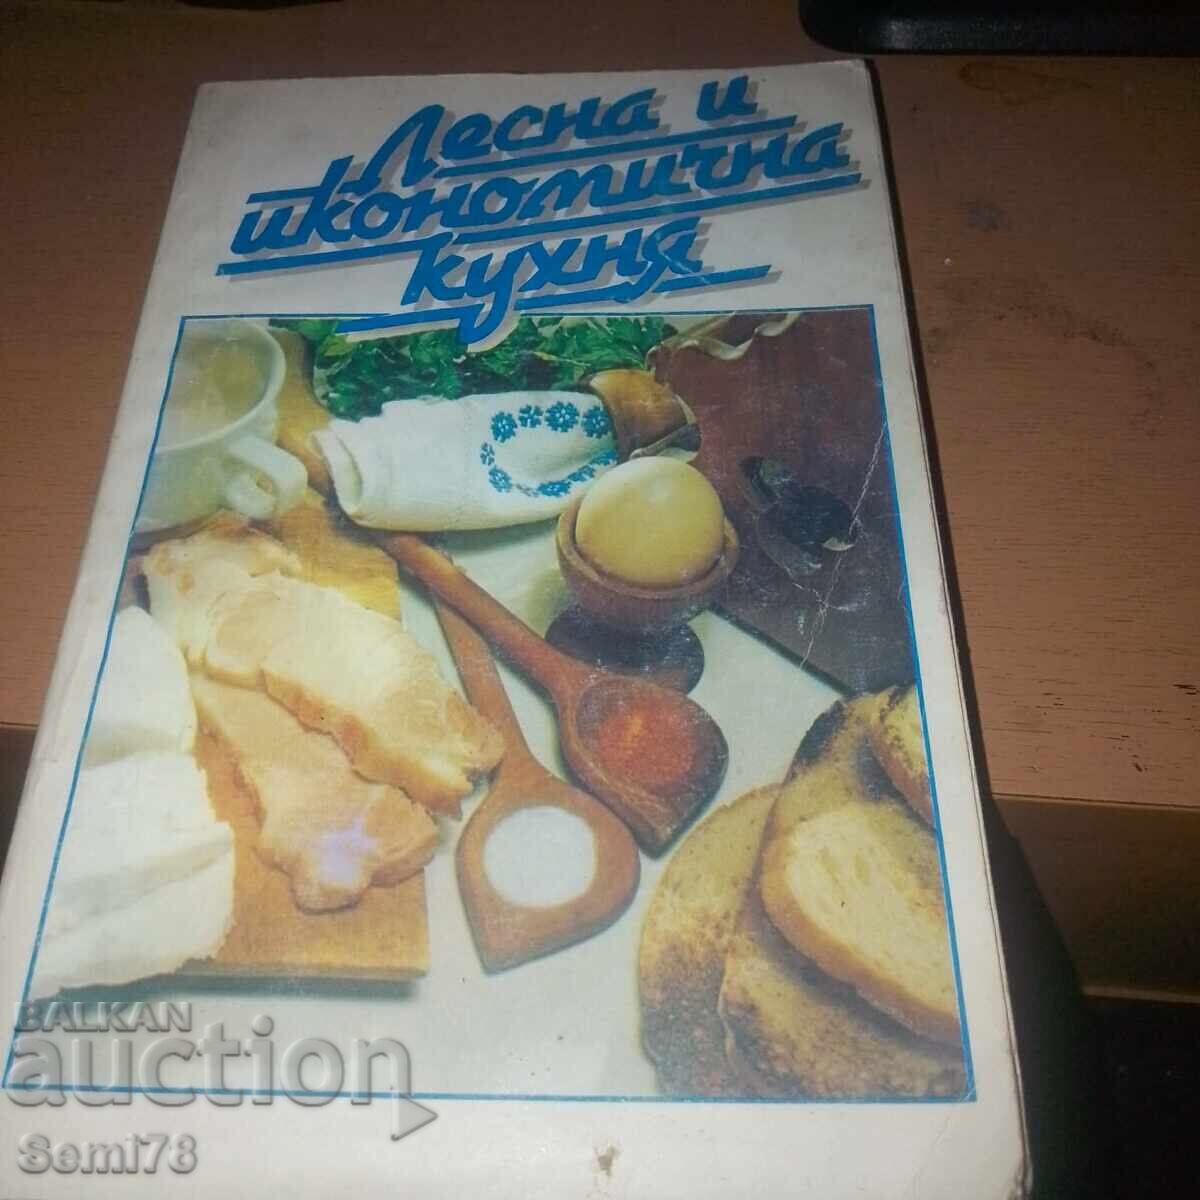 Лесна и
икономична
кухня
BALKAN
auction
Semi78